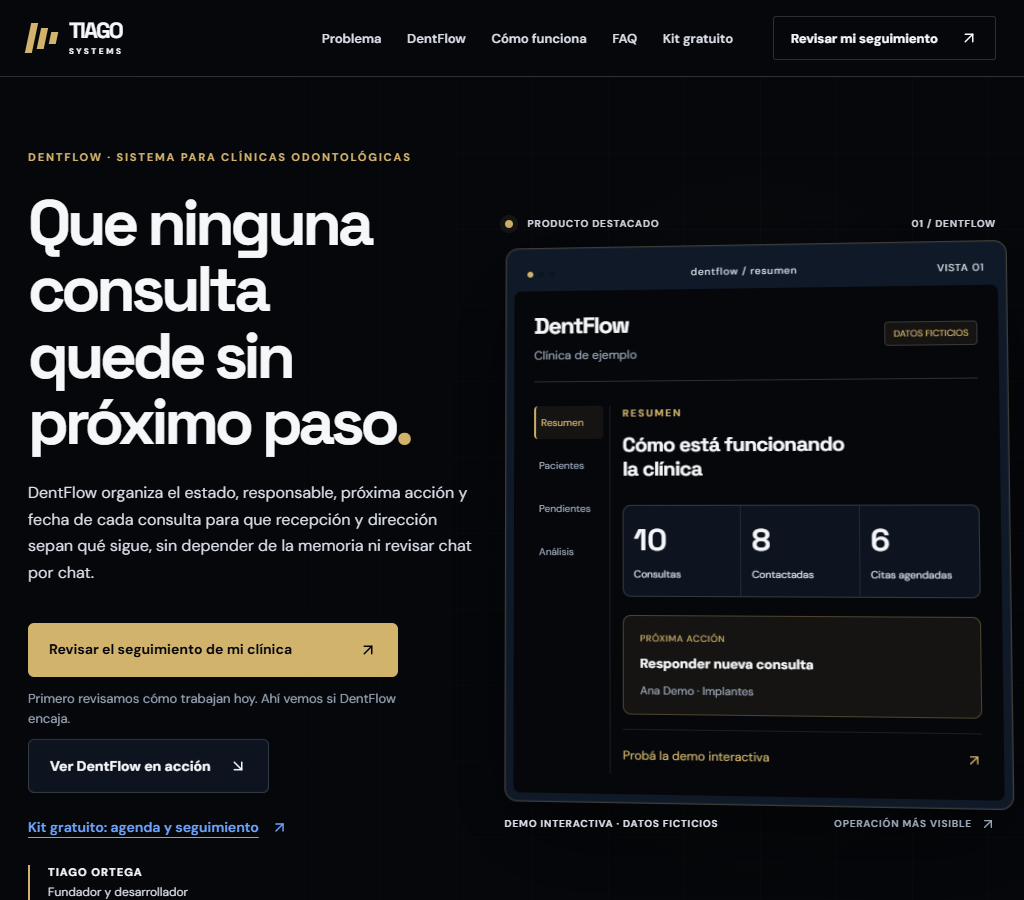 TIAGO
SYSTEMS
Problema
DentFlow
Cómo funciona
FAQ
Kit gratuito
Revisar mi seguimiento
DENTFLOW · SISTEMA PARA CLÍNICAS ODONTOLÓGICAS
Que ninguna
consulta
quede sin
próximo paso.
DentFlow organiza el estado, responsable, próxima acción y
fecha de cada consulta para que recepción y dirección
sepan qué sigue, sin depender de la memoria ni revisar chat
por chat.
Revisar el seguimiento de mi clínica
Primero revisamos cómo trabajan hoy. Ahí vemos si DentFlow
encaja.
Ver DentFlow en acción
Kit gratuito: agenda y seguimiento
TIAGO ORTEGA
Fundador y desarrollador
PRODUCTO DESTACADO
01 / DENTFLOW
dentflow / resumen
VISTA 01
DentFlow
Clínica de ejemplo
DATOS FICTICIOS
Resumen
Pacientes
Pendientes
Análisis
RESUMEN
Cómo está funcionando
la clínica
10
Consultas
8
Contactadas
6
Citas agendadas
PRÓXIMA ACCIÓN
Responder nueva consulta
Ana Demo · Implantes
Probá la demo interactiva
DEMO INTERACTIVA · DATOS FICTICIOS
OPERACIÓN MÁS VISIBLE